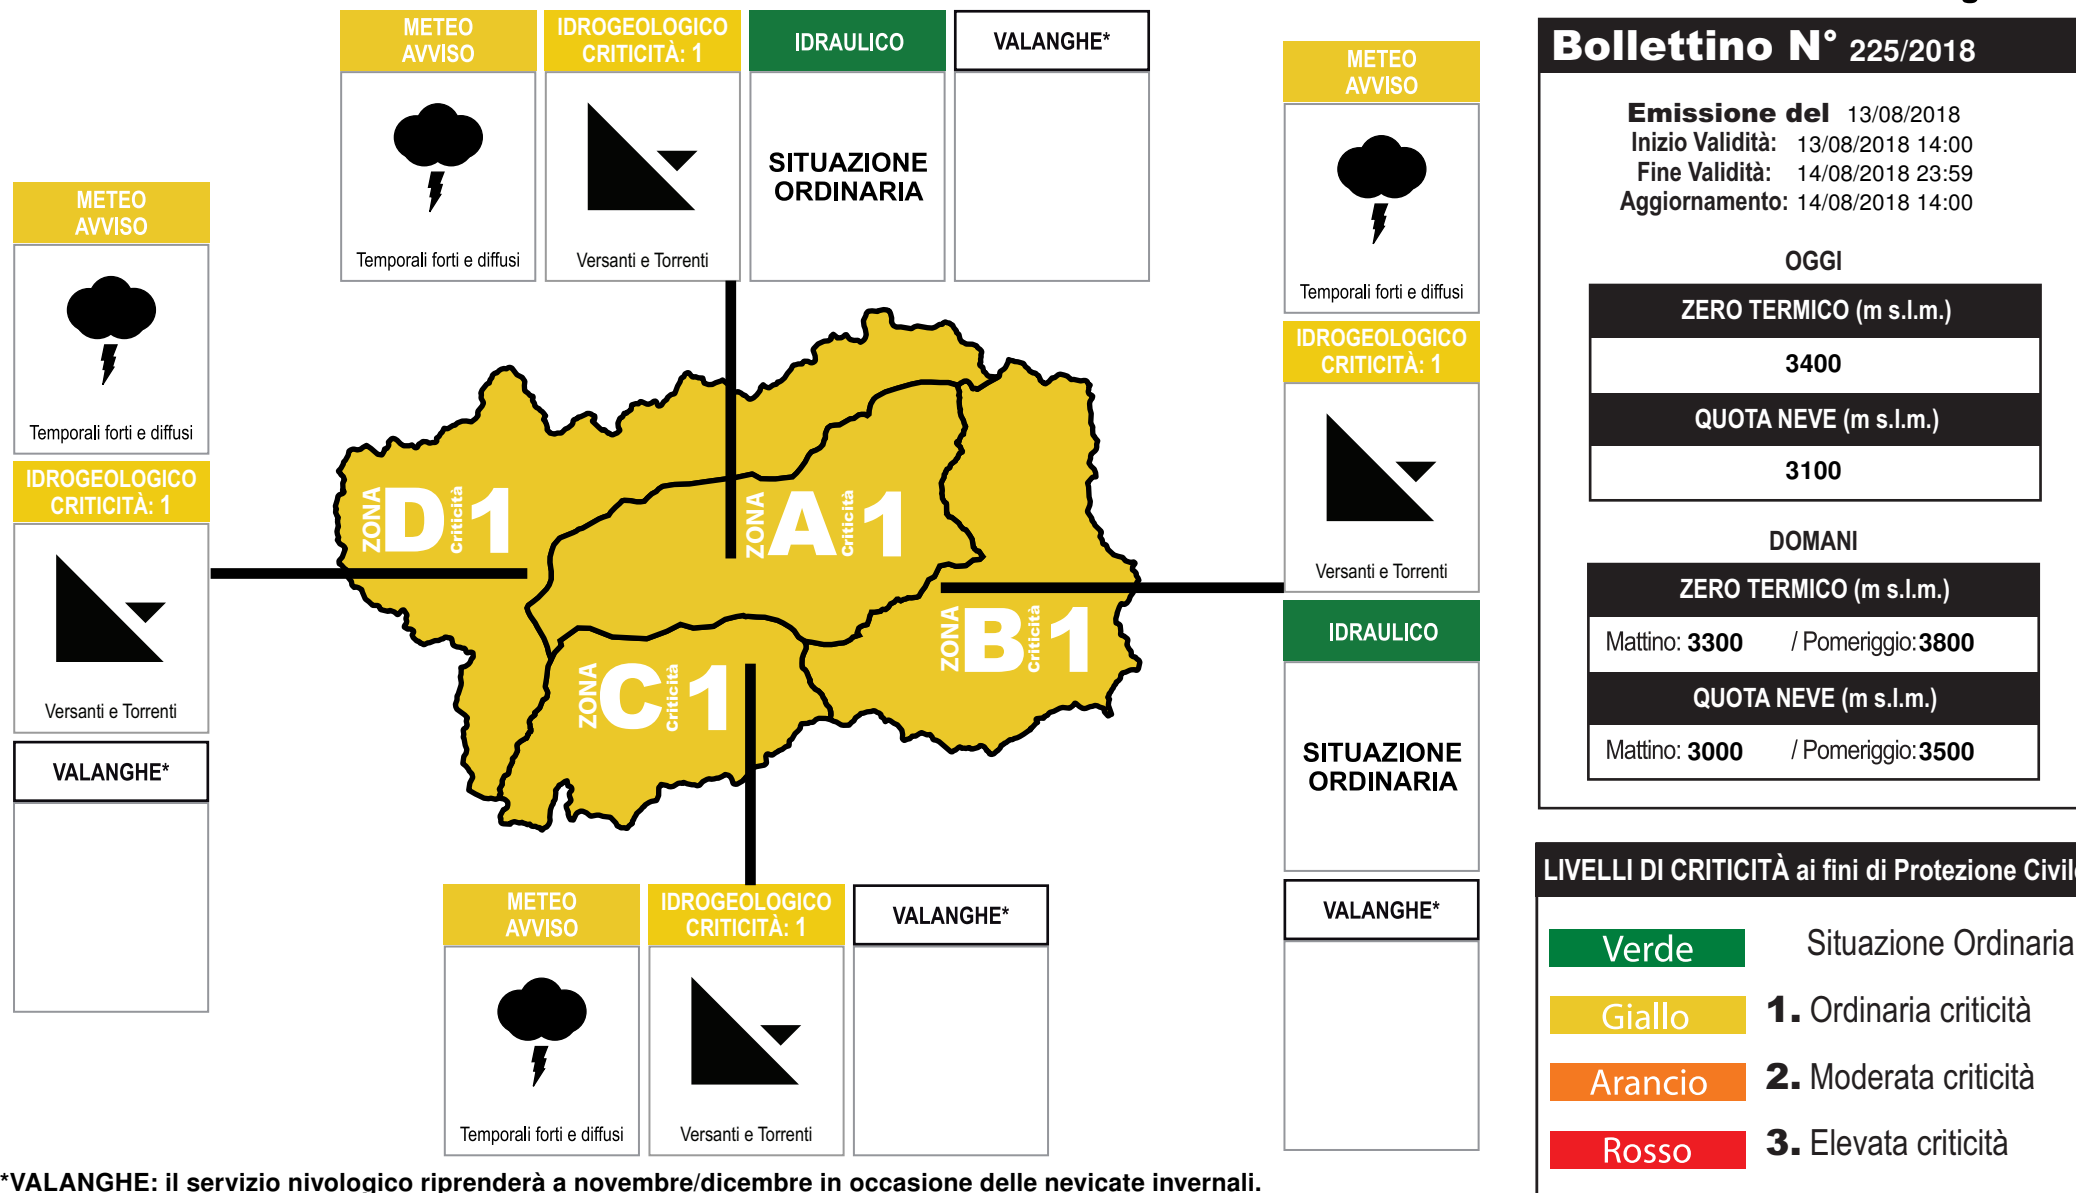 METEO
AVVISO
Temporali forti e diffusi
IDROGEOLOGICO
CRITICITÀ: 1
Versanti e Torrenti
IDRAULICO
SITUAZIONE
ORDINARIA
VALANGHE*
METEO
AVVISO
Temporali forti e diffusi
IDROGEOLOGICO
CRITICITÀ: 1
Versanti e Torrenti
VALANGHE*
METEO
AVVISO
Temporali forti e diffusi
IDROGEOLOGICO
CRITICITÀ: 1
Versanti e Torrenti
IDRAULICO
SITUAZIONE
ORDINARIA
VALANGHE*
ZONA D Criticità 1
ZONA A Criticità 1
ZONA B Criticità 1
ZONA C Criticità 1
METEO
AVVISO
Temporali forti e diffusi
IDROGEOLOGICO
CRITICITÀ: 1
Versanti e Torrenti
VALANGHE*
*VALANGHE: il servizio nivologico riprenderà a novembre/dicembre in occasione delle nevicate invernali.
Bollettino N° 225/2018
Emissione del 13/08/2018
Inizio Validità: 13/08/2018 14:00
Fine Validità: 14/08/2018 23:59
Aggiornamento: 14/08/2018 14:00
OGGI
ZERO TERMICO (m s.l.m.)
3400
QUOTA NEVE (m s.l.m.)
3100
DOMANI
ZERO TERMICO (m s.l.m.)
Mattino: 3300 / Pomeriggio: 3800
QUOTA NEVE (m s.l.m.)
Mattino: 3000 / Pomeriggio: 3500
LIVELLI DI CRITICITÀ ai fini di Protezione Civile
Verde Situazione Ordinaria
Giallo 1. Ordinaria criticità
Arancio 2. Moderata criticità
Rosso 3. Elevata criticità